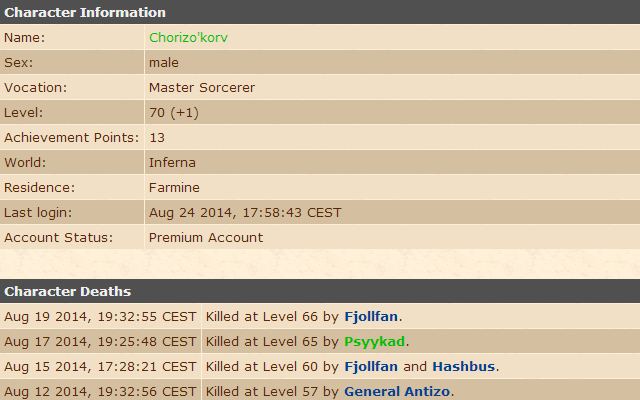 Character Information
Name: Chorizo'korv
Sex: male
Vocation: Master Sorcerer
Level: 70 (+1)
Achievement Points: 13
World: Inferna
Residence: Farmine
Last login: Aug 24 2014, 17:58:43 CEST
Account Status: Premium Account
Character Deaths
Aug 19 2014, 19:32:55 CEST Killed at Level 66 by Fjollfan.
Aug 17 2014, 19:25:48 CEST Killed at Level 65 by Psyykad.
Aug 15 2014, 17:28:21 CEST Killed at Level 60 by Fjollfan and Hashbus.
Aug 12 2014, 19:32:56 CEST Killed at Level 57 by General Antizo.